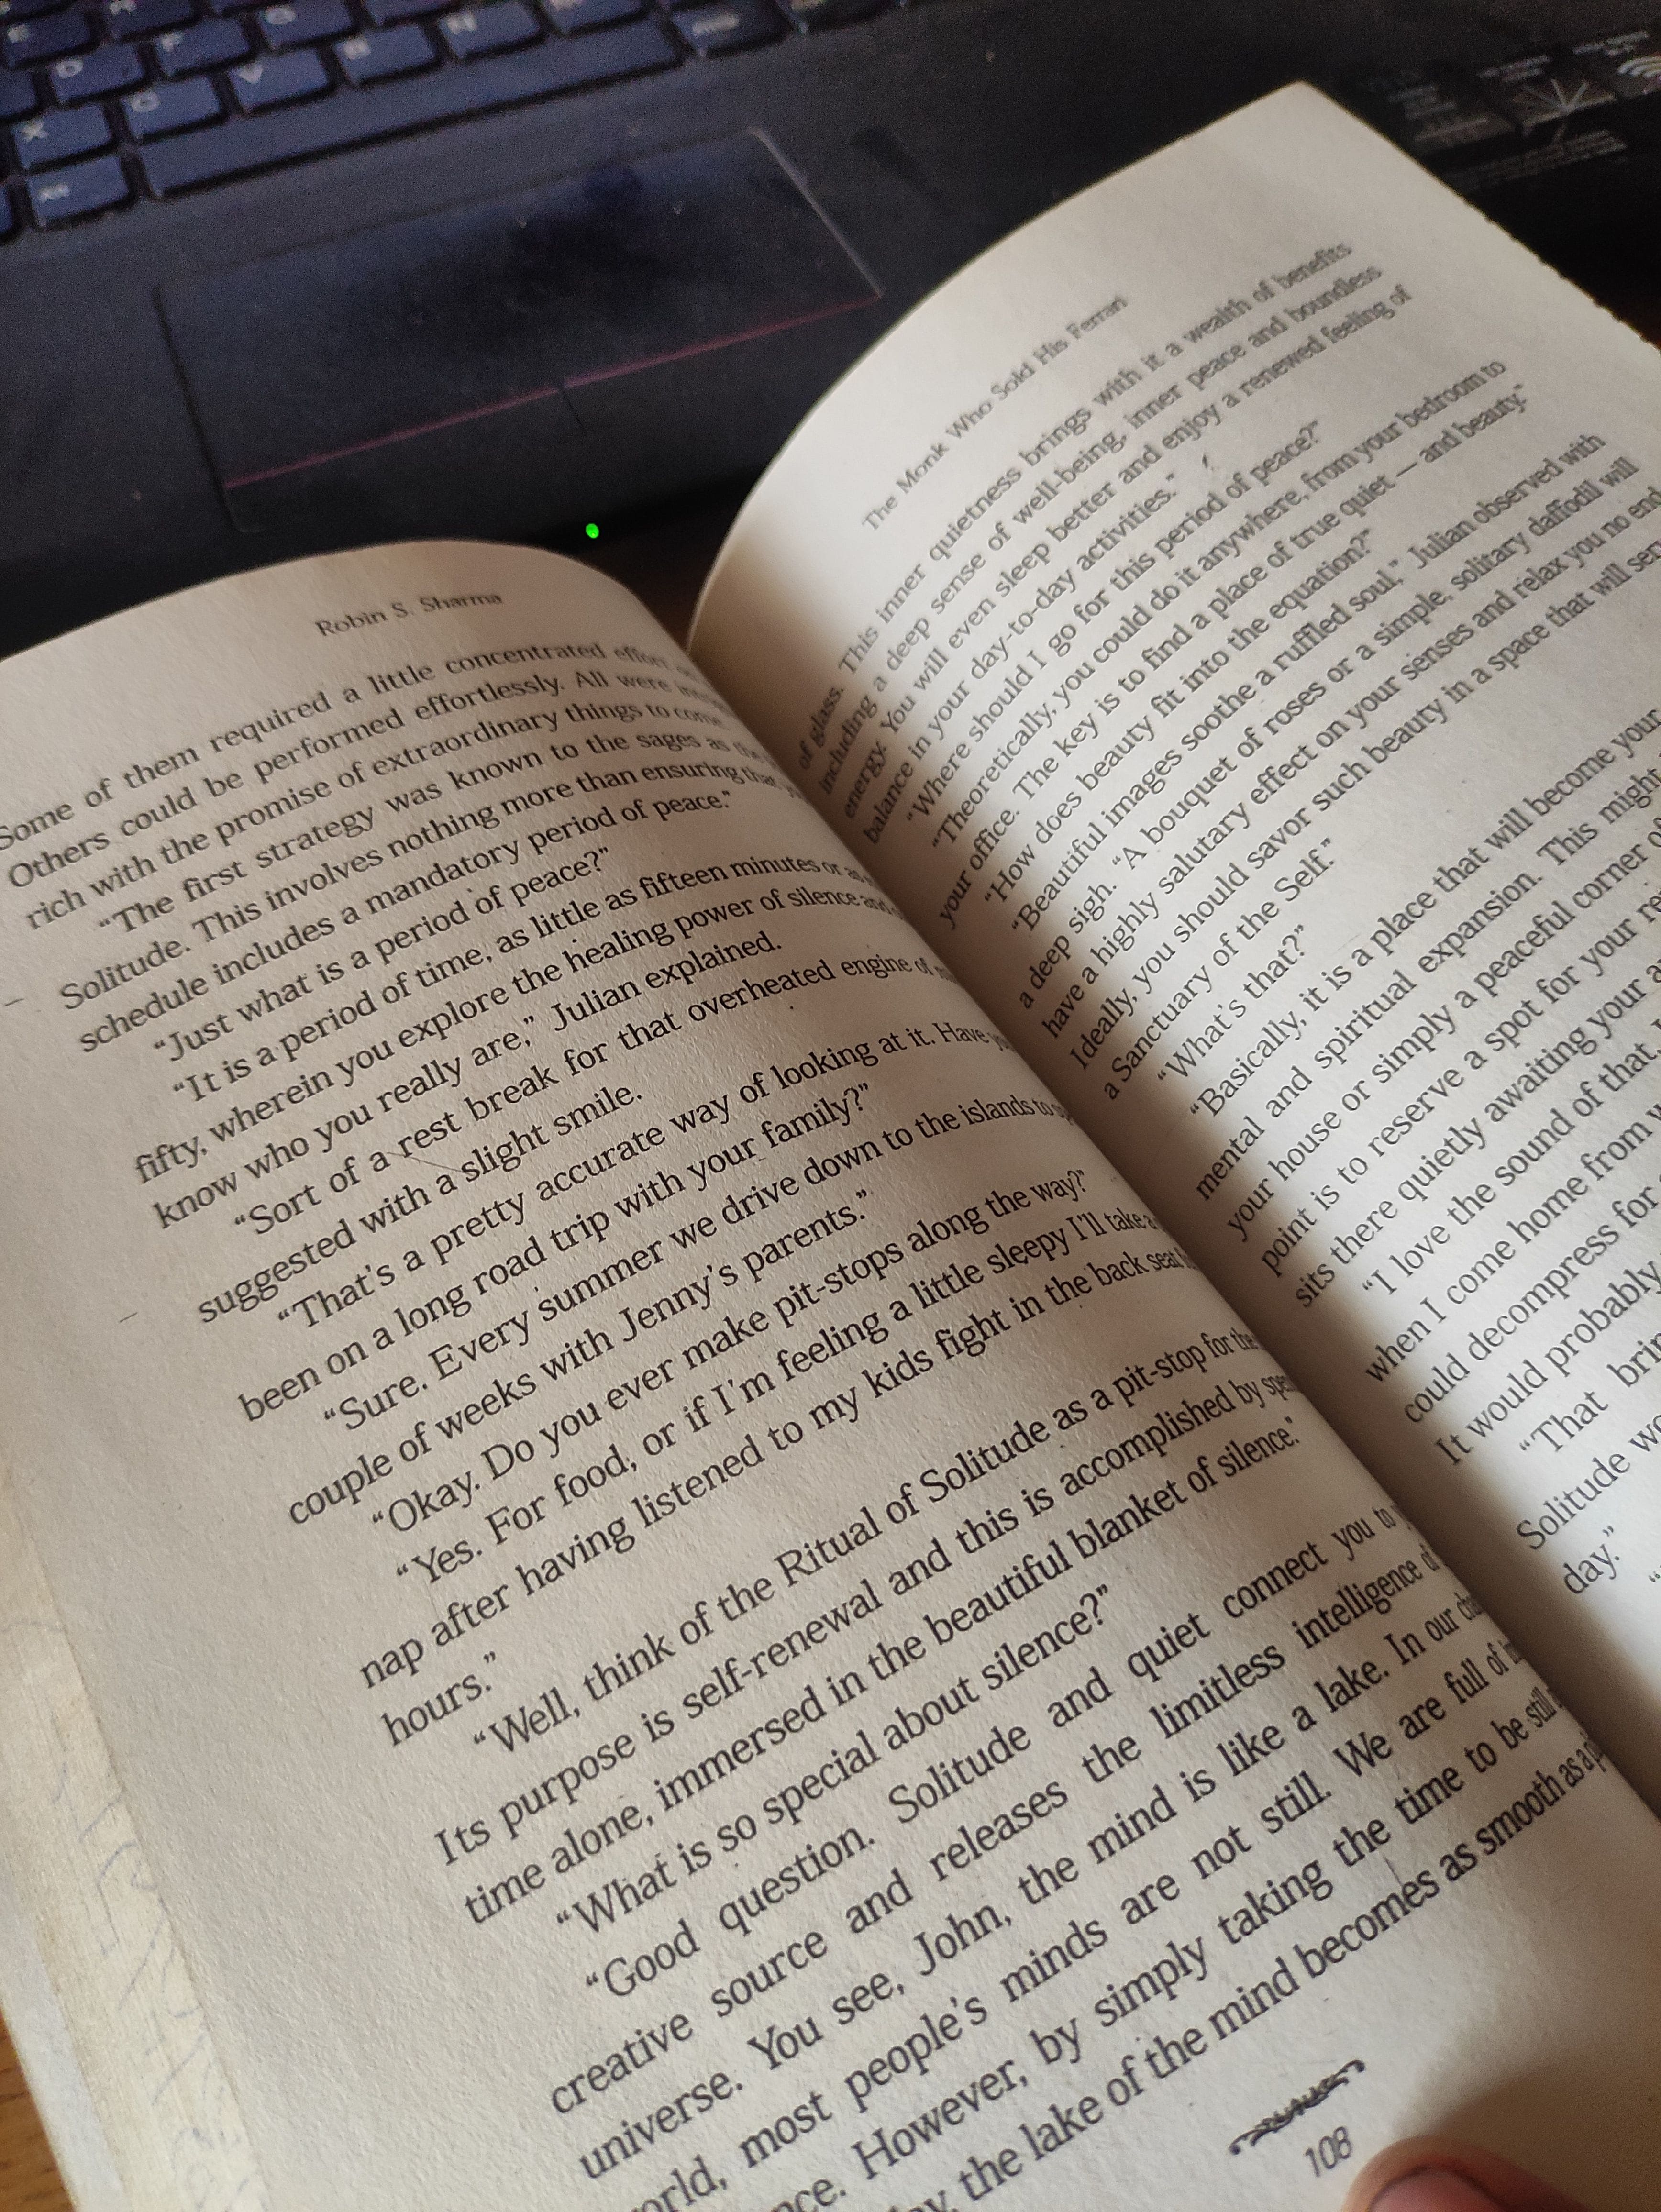 Robin S. Sharma
Some of them required a little concentrated effort
Others could be performed effortlessly. All were
rich with the promise of extraordinary things to come
“The first strategy was known to the sages as the
Solitude. This involves nothing more than ensuring that
schedule includes a mandatory period of peace.”
“Just what is a period of peace?”
“It is a period of time, as little as fifteen minutes or as
fifty, wherein you explore the healing power of silence and
know who you really are,” Julian explained.
“Sort of a rest break for that overheated engine of
suggested with a slight smile.
“That's a pretty accurate way of looking at it. Have
been on a long road trip with your family?”
“Sure. Every summer we drive down to the islands to
couple of weeks with Jenny's parents.”
“Okay. Do you ever make pit-stops along the way?”
“Yes. For food, or if I'm feeling a little sleepy I'll take a
nap after having listened to my kids fight in the back seat
hours.”
“Well, think of the Ritual of Solitude as a pit-stop for the
Its purpose is self-renewal and this is accomplished by
time alone, immersed in the beautiful blanket of silence.”
“What is so special about silence?”
“Good question. Solitude and quiet connect you to
creative source and releases the limitless intelligence of
universe. You see, John, the mind is like a lake. In our
most people's minds are not still. We are full of
However, by simply taking the time to be still
the lake of the mind becomes as smooth as a
108
The Monk Who Sold His Ferrari
of glass. This inner quietness brings with it a wealth of benefits
including a deep sense of well-being, inner peace and boundless
energy. You will even sleep better and enjoy a renewed feeling of
balance in your day-to-day activities.”
“Where should I go for this period of peace?”
“Theoretically, you could do it anywhere, from your bedroom to
your office. The key is to find a place of true quiet — and beauty.”
“How does beauty fit into the equation?”
“Beautiful images soothe a ruffled soul,” Julian observed with
a deep sigh. “A bouquet of roses or a simple, solitary daffodil will
have a highly salutary effect on your senses and relax you no end
Ideally, you should savor such beauty in a space that will
a Sanctuary of the Self.”
“What's that?”
“Basically, it is a place that will become your
mental and spiritual expansion. This might
your house or simply a peaceful corner of
point is to reserve a spot for your
sits there quietly awaiting your
“I love the sound of that.
when I come home from
could decompress for
It would probably
“That
Solitude
day.”